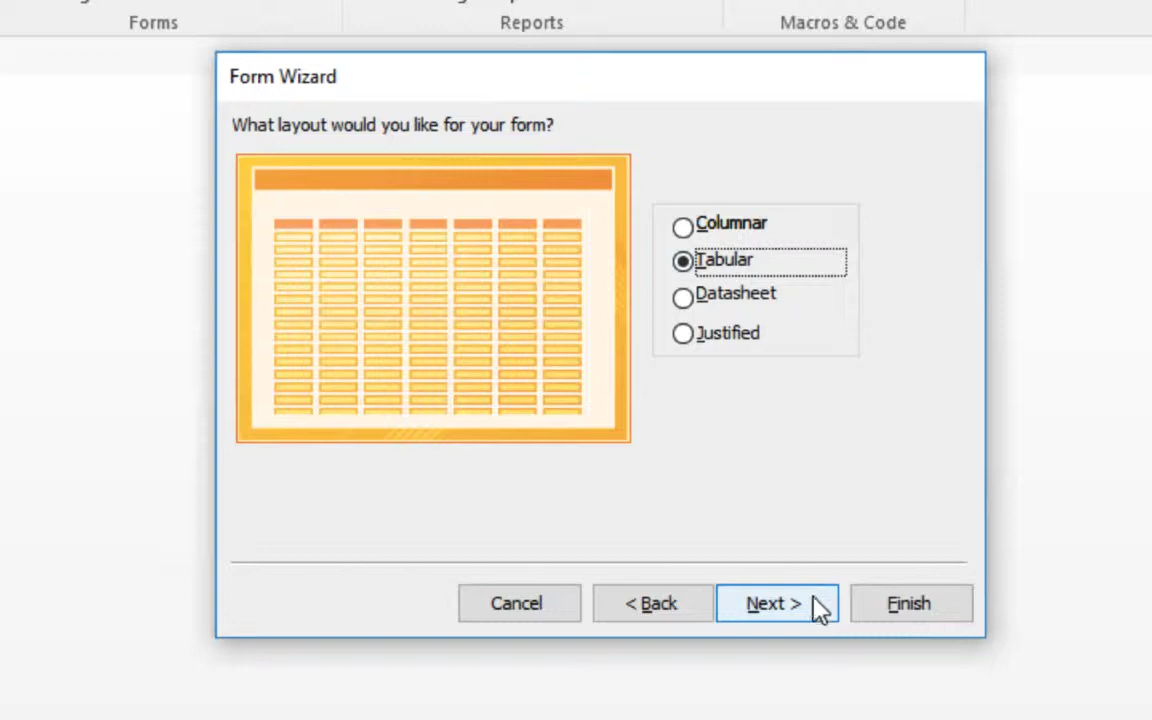 Forms Reports Macros & Code
Form Wizard
What layout would you like for your form?
Columnar
Tabular
Datasheet
Justified
Cancel < Back Next > Finish